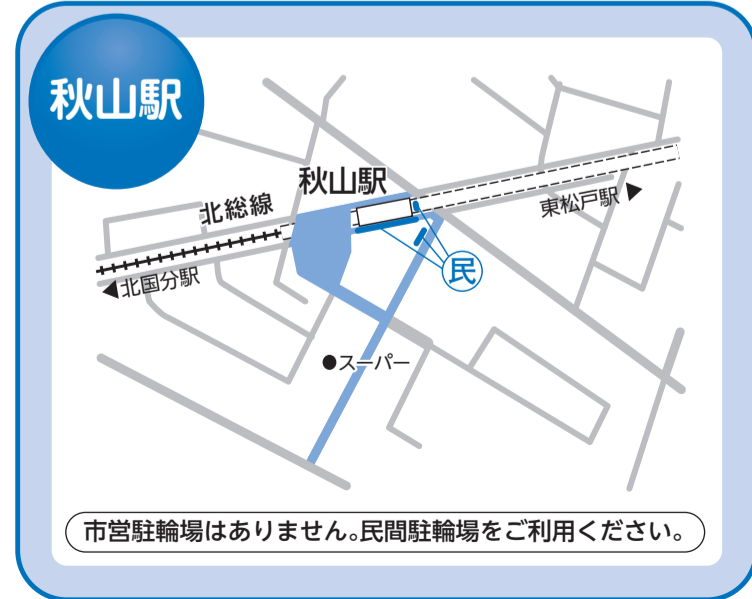 秋山駅
秋山駅
北総線
東松戸駅▶
◀北国分駅
民
●スーパー
市営駐輪場はありません。民間駐輪場をご利用ください。